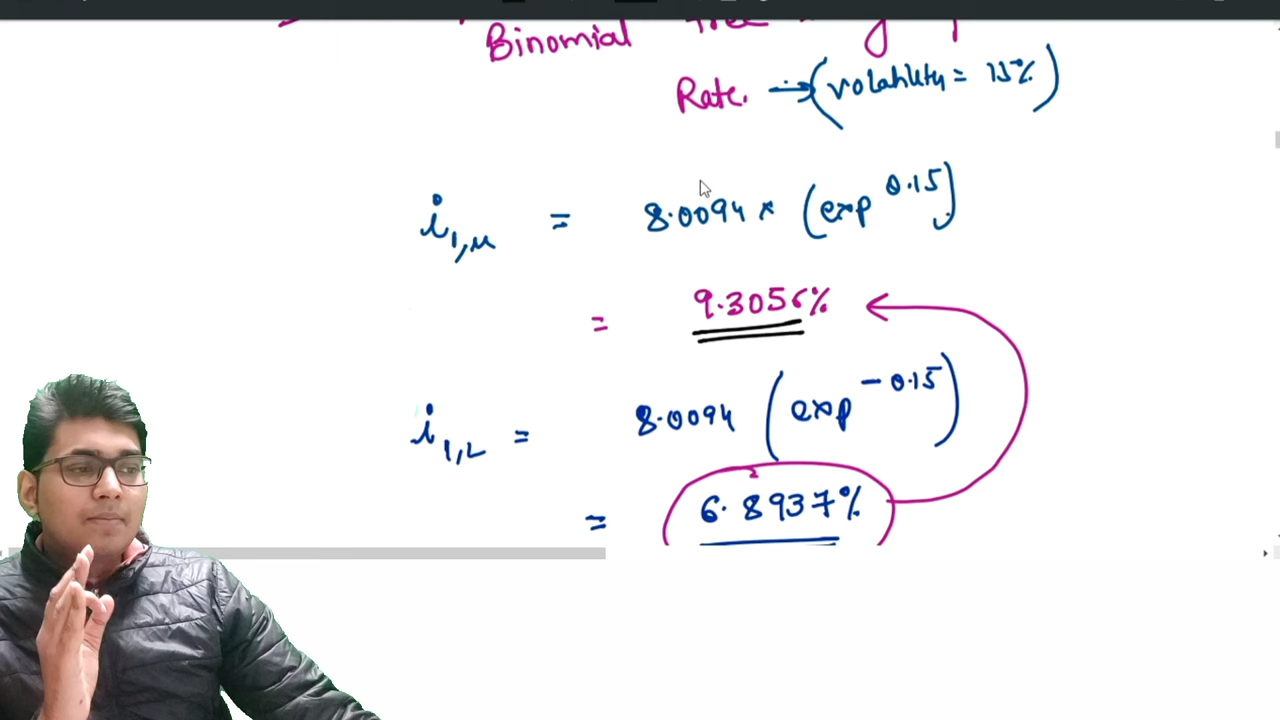 Binomial Tree
Rate. → (volatility = 15%)
i1,u = 8.0094 × (exp 0.15)
= 9.3056%
i1,L = 8.0094 (exp - 0.15)
= 6.8937%